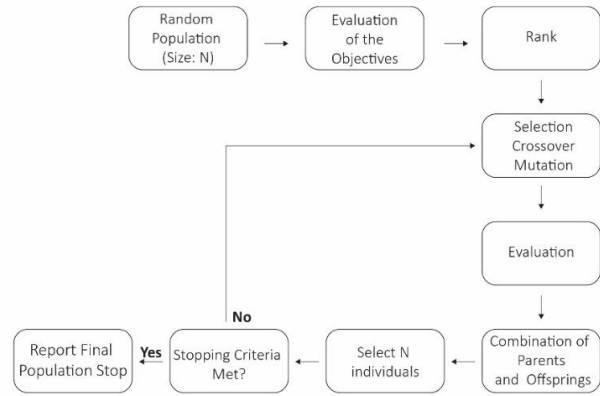 Random
Population
(Size: N)
Evaluation
of the
Objectives
Rank
Selection
Crossover
Mutation
Evaluation
Combination of
Parents
and Offsprings
Select N
individuals
Stopping Criteria
Met?
No
Yes
Report Final
Population Stop